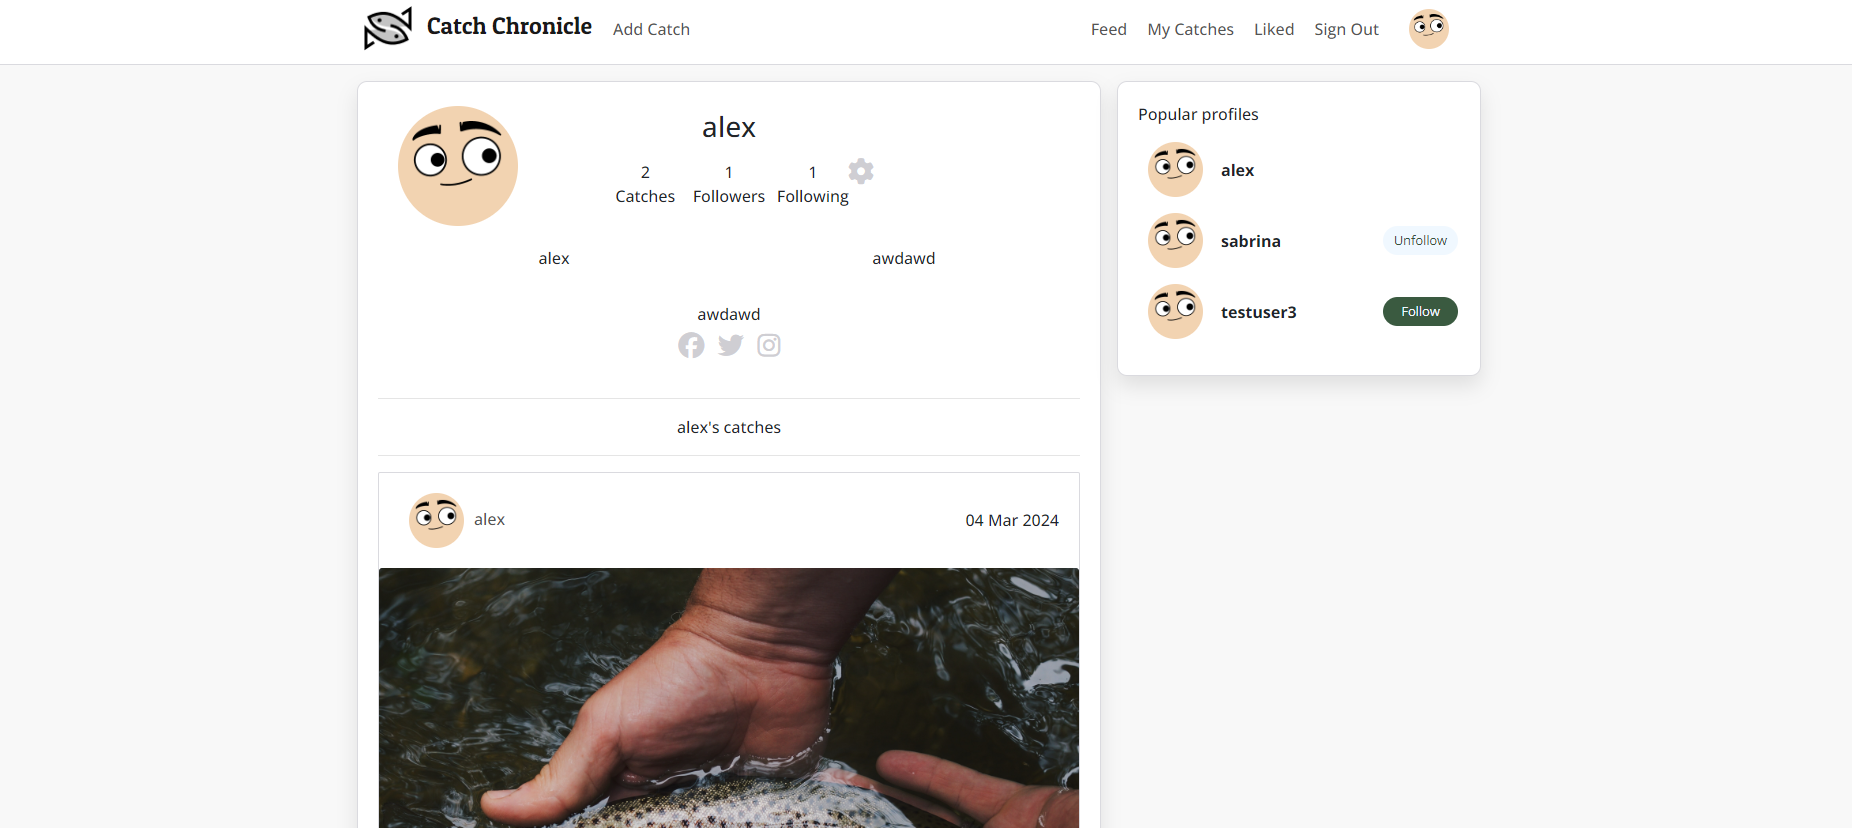 Catch Chronicle Add Catch Feed My Catches Liked Sign Out
alex
2 1 1
Catches Followers Following
alex awdawd
awdawd
alex's catches
alex 04 Mar 2024
Popular profiles
alex
sabrina Unfollow
testuser3 Follow